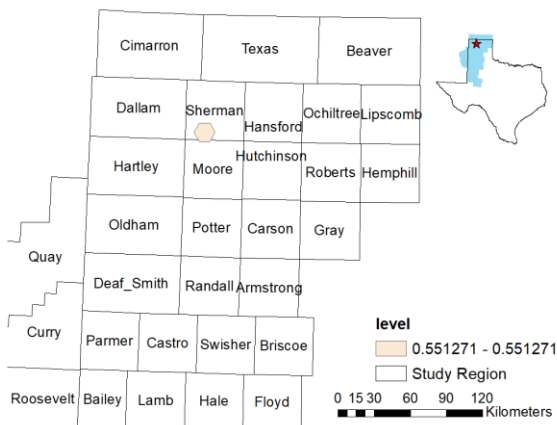 Cimarron Texas Beaver
Dallam Sherman Hansford Ochiltree Lipscomb
Hartley Moore Hutchinson Roberts Hemphill
Oldham Potter Carson Gray
Quay
Deaf_Smith Randall Armstrong
Curry Parmer Castro Swisher Briscoe
Roosevelt Bailey Lamb Hale Floyd
level
0.551271 - 0.551271
Study Region
0 15 30 60 90 120
Kilometers